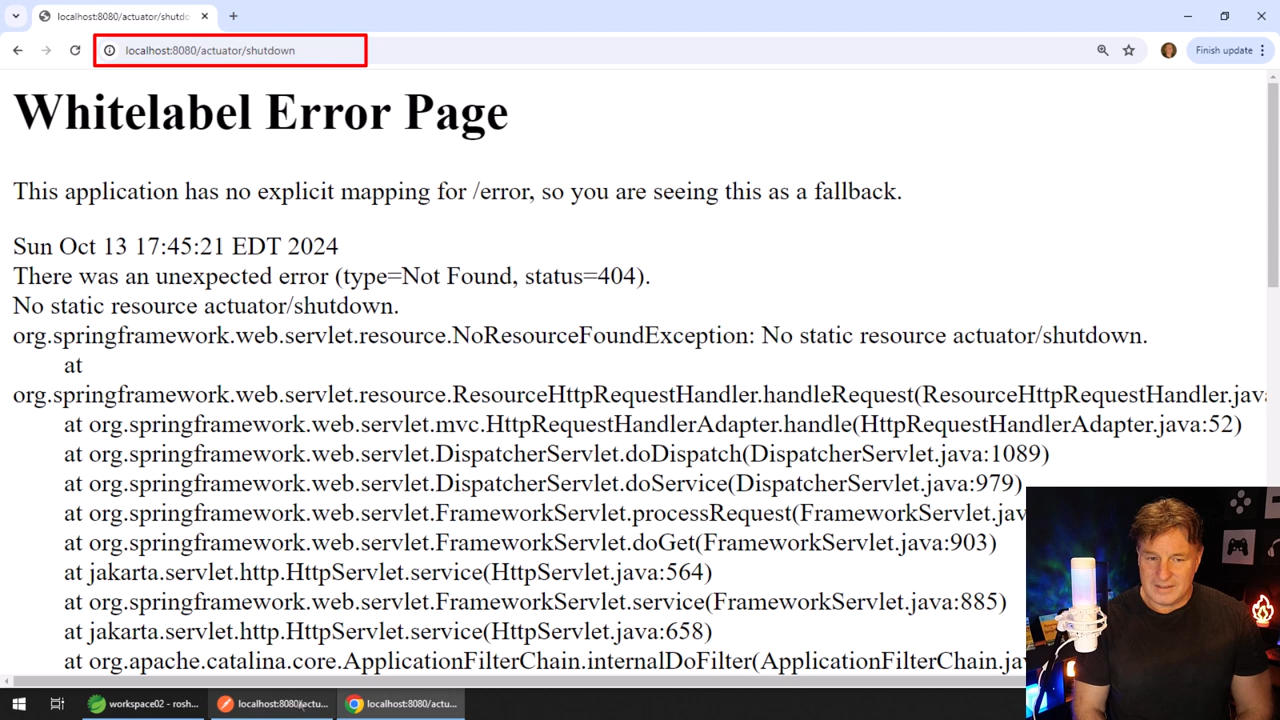 localhost:8080/actuator/shutdo
localhost:8080/actuator/shutdown
Finish update
Whitelabel Error Page
This application has no explicit mapping for /error, so you are seeing this as a fallback.
Sun Oct 13 17:45:21 EDT 2024
There was an unexpected error (type=Not Found, status=404).
No static resource actuator/shutdown.
org.springframework.web.servlet.resource.NoResourceFoundException: No static resource actuator/shutdown.
at
org.springframework.web.servlet.resource.ResourceHttpRequestHandler.handleRequest(ResourceHttpRequestHandler.java
at org.springframework.web.servlet.mvc.HttpRequestHandlerAdapter.handle(HttpRequestHandlerAdapter.java:52)
at org.springframework.web.servlet.DispatcherServlet.doDispatch(DispatcherServlet.java:1089)
at org.springframework.web.servlet.DispatcherServlet.doService(DispatcherServlet.java:979)
at org.springframework.web.servlet.FrameworkServlet.processRequest(FrameworkServlet.jav
at org.springframework.web.servlet.FrameworkServlet.doGet(FrameworkServlet.java:903)
at jakarta.servlet.http.HttpServlet.service(HttpServlet.java:564)
at org.springframework.web.servlet.FrameworkServlet.service(FrameworkServlet.java:885)
at jakarta.servlet.http.HttpServlet.service(HttpServlet.java:658)
at org.apache.catalina.core.ApplicationFilterChain.internalDoFilter(ApplicationFilterChain.ja
workspace02 - rosh... localhost:8080/actu... localhost:8080/actu...